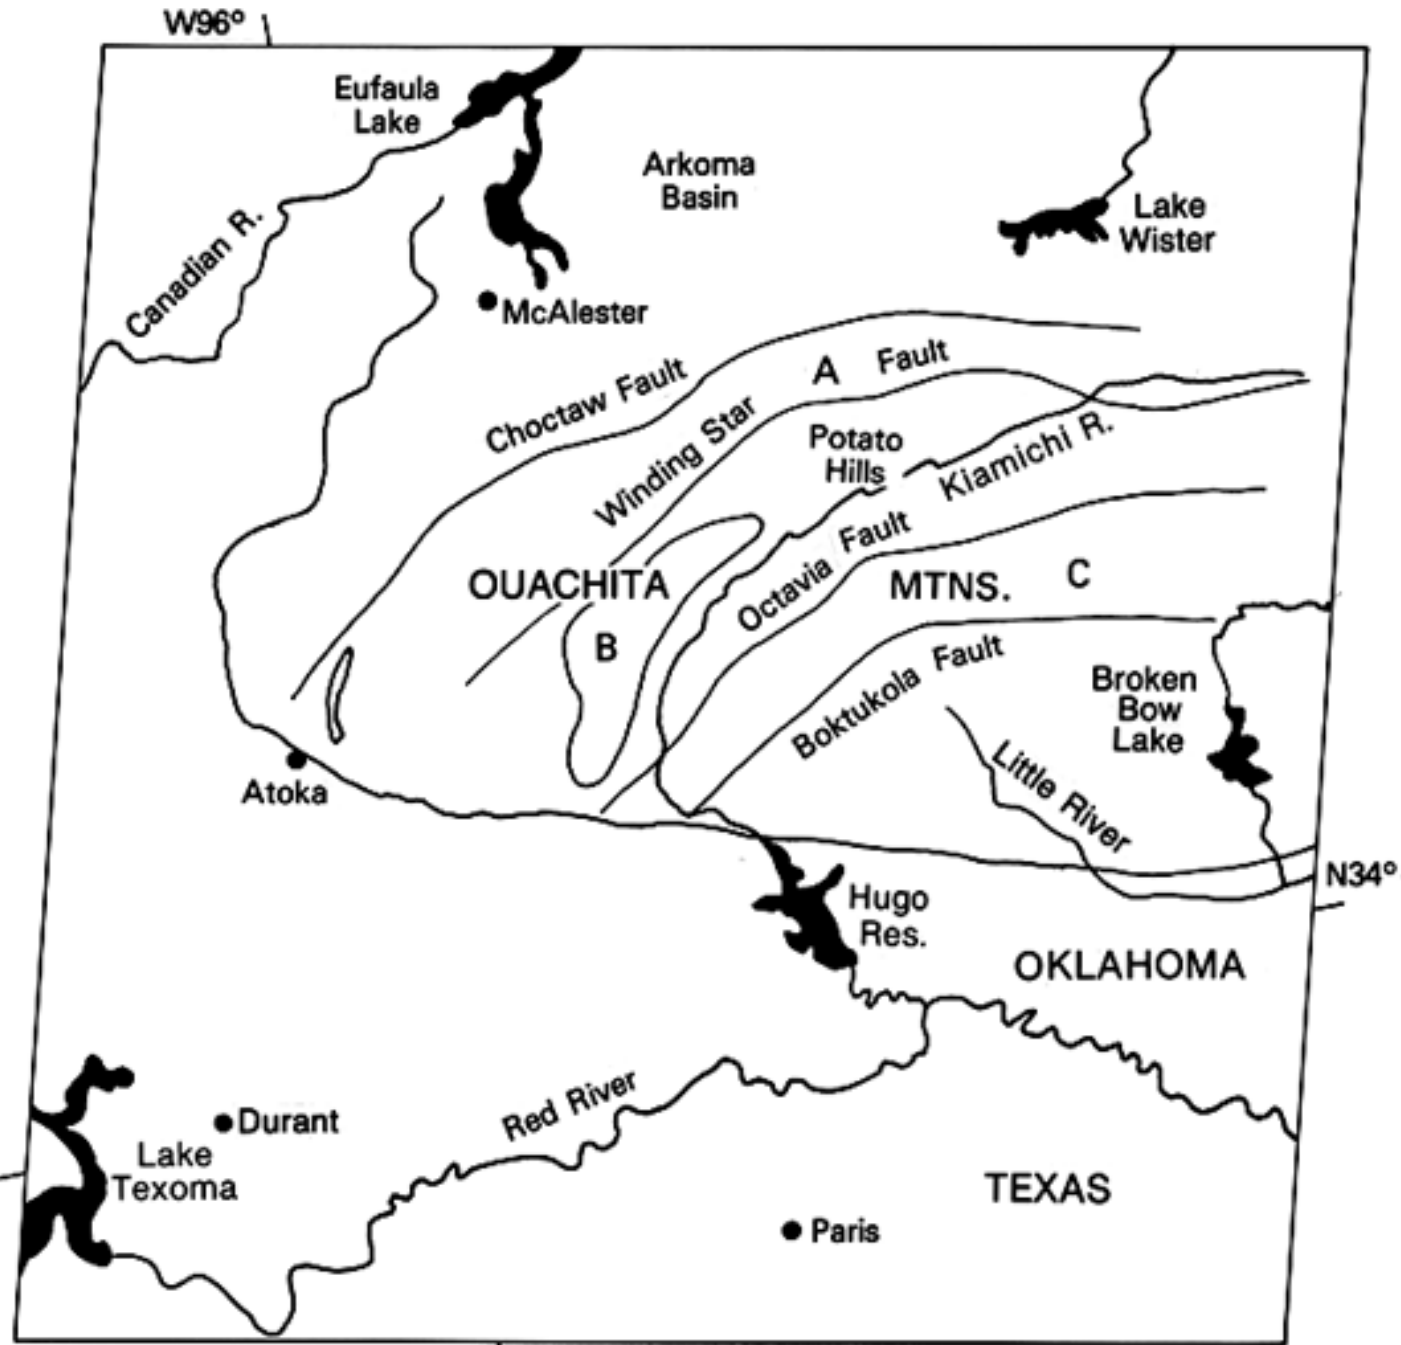 W96°
Eufaula
Lake
Arkoma
Basin
Lake
Wister
Canadian R.
McAlester
Choctaw Fault
A
Winding Star Fault
Potato
Hills
Kiamichi R.
OUACHITA
MTNS.
C
B
Octavia Fault
Boktukola Fault
Broken
Bow
Lake
Little River
Atoka
N34°
Hugo
Res.
OKLAHOMA
Red River
Durant
Lake
Texoma
TEXAS
Paris